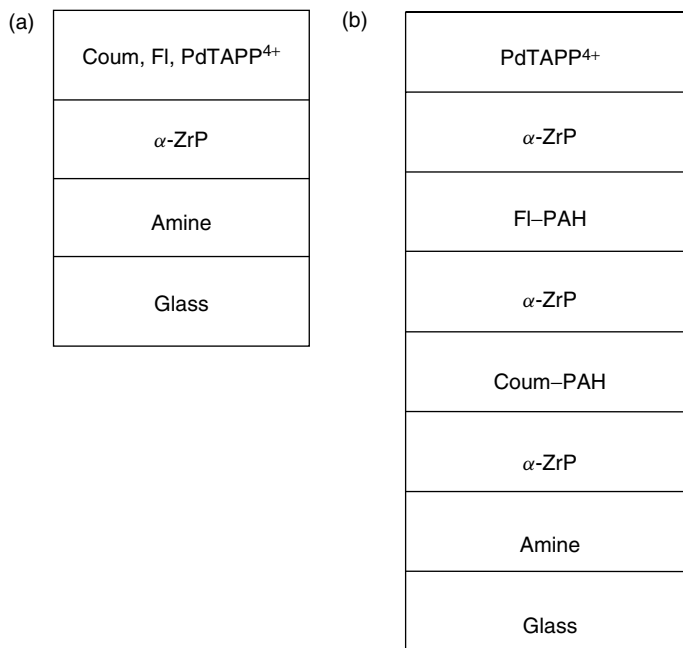 (a)
Coum, Fl, PdTAPP⁴⁺
α-ZrP
Amine
Glass
(b)
PdTAPP⁴⁺
α-ZrP
Fl–PAH
α-ZrP
Coum–PAH
α-ZrP
Amine
Glass